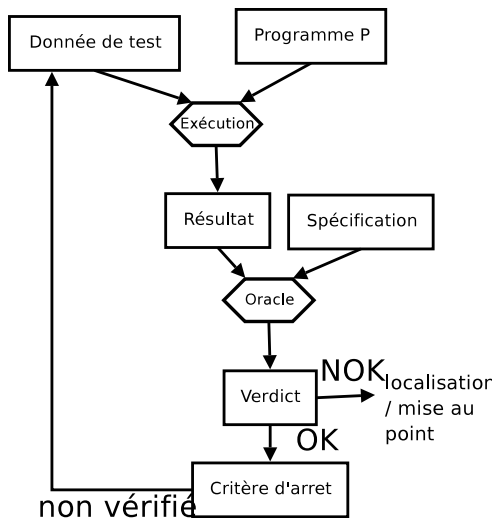 Donnée de test
Programme P
Exécution
Résultat
Spécification
Oracle
Verdict
NOK
localisation
/ mise au
point
OK
Critère d'arret
non vérifié